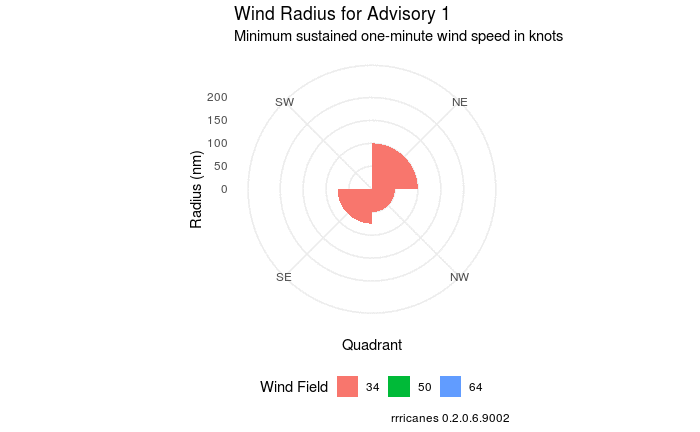 Wind Radius for Advisory 1
Minimum sustained one-minute wind speed in knots
SW
NE
200
150
100
50
0
Radius (nm)
SE
NW
Quadrant
Wind Field 34 50 64
rrricanes 0.2.0.6.9002